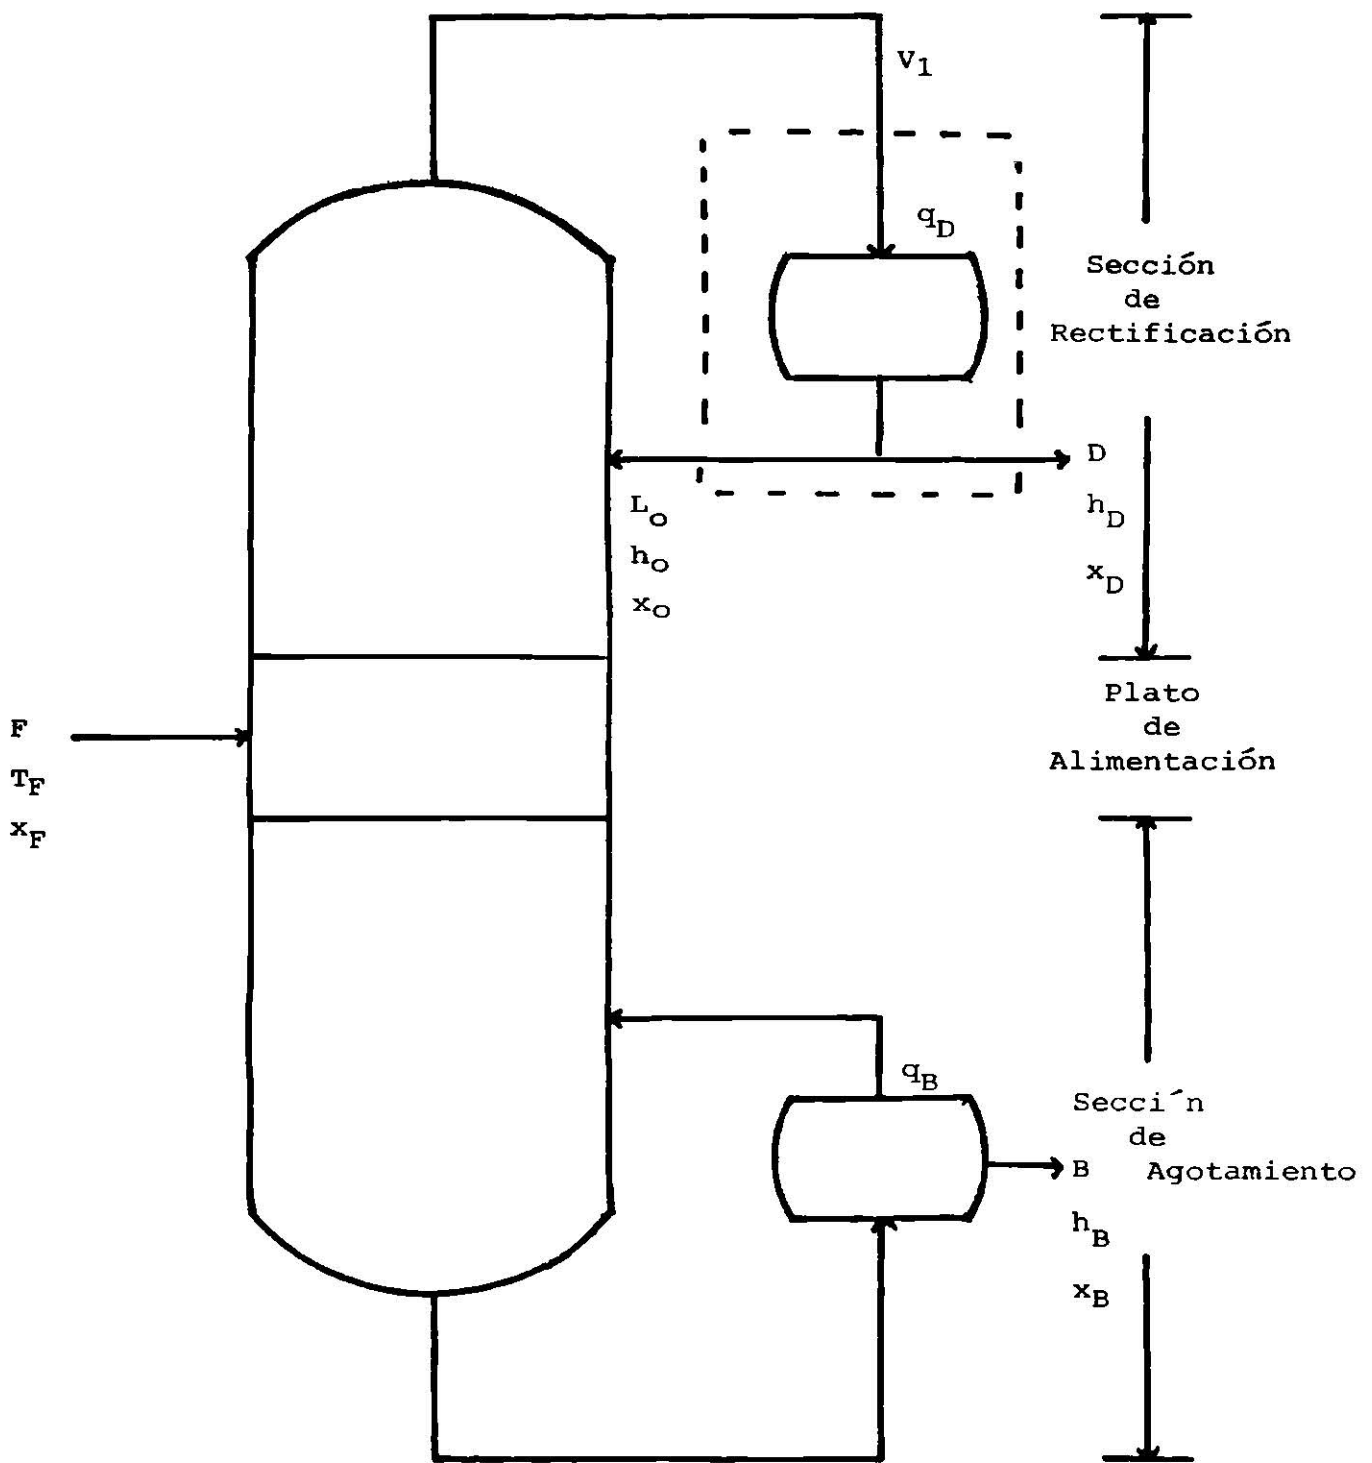 V1
qD
Sección
de
Rectificación
D
hD
xD
Lo
ho
xo
Plato
de
Alimentación
F
TF
xF
qB
Secci´n
de
Agotamiento
B
hB
xB